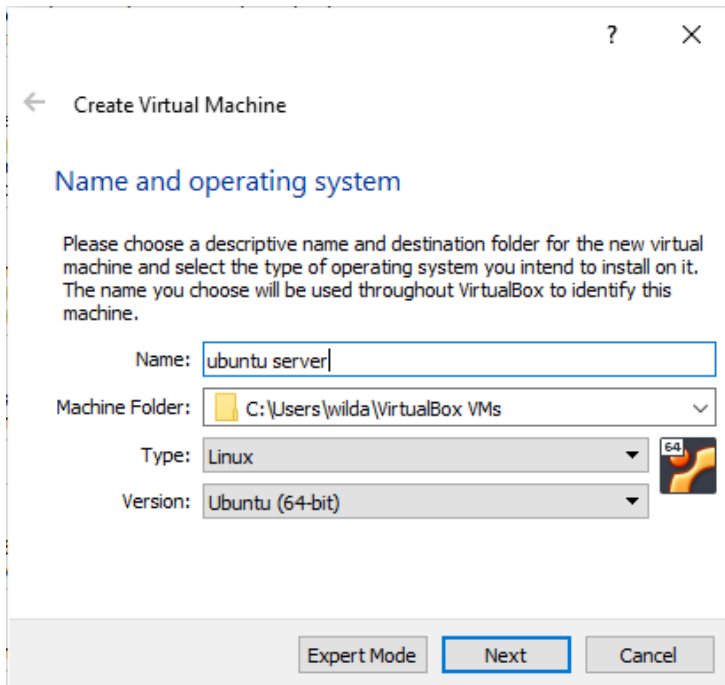 ?
Create Virtual Machine
Name and operating system
Please choose a descriptive name and destination folder for the new virtual
machine and select the type of operating system you intend to install on it.
The name you choose will be used throughout VirtualBox to identify this
machine.
Name: ubuntu server
Machine Folder: C:\Users\wilda\VirtualBox VMs
Type: Linux
64
Version: Ubuntu (64-bit)
Expert Mode Next Cancel